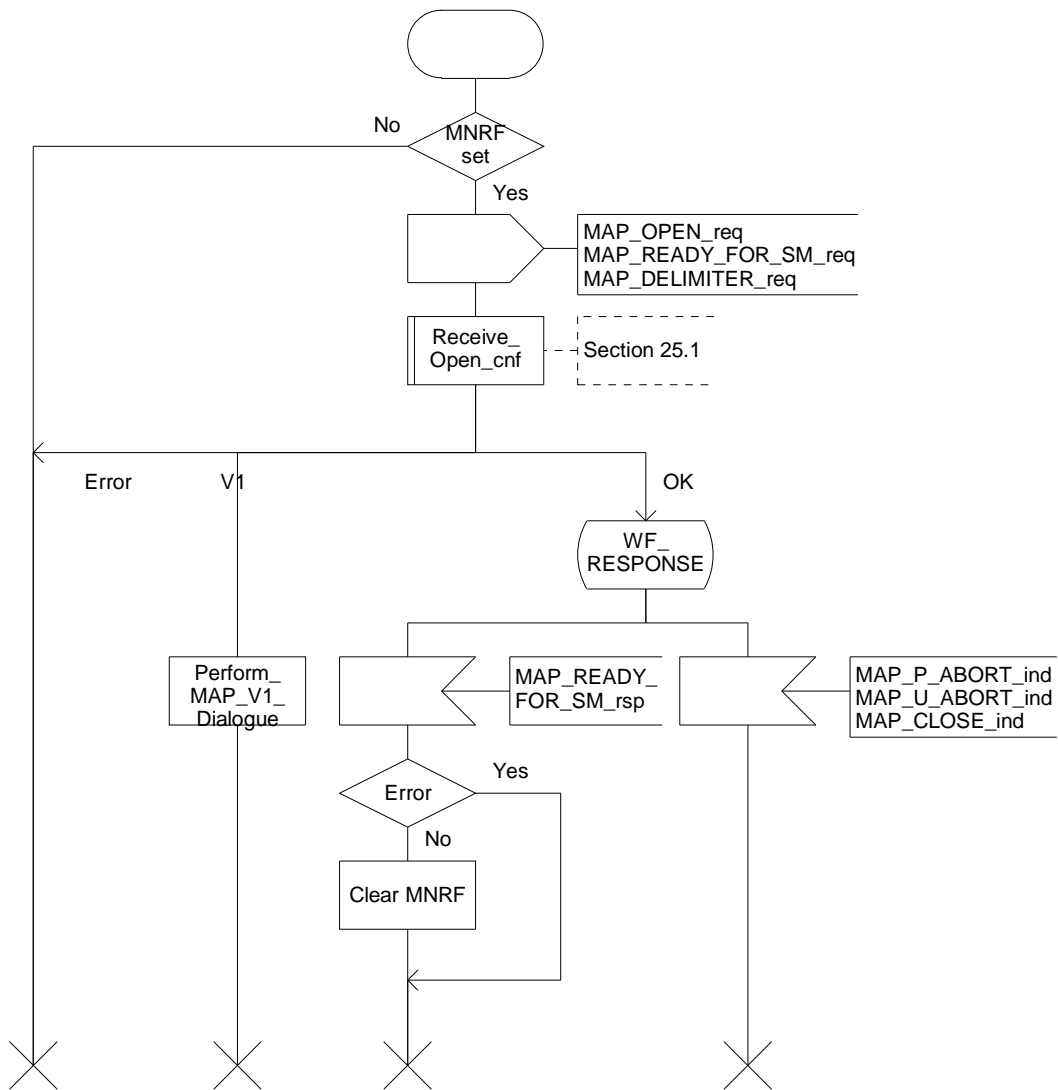 No
MNRF
set
Yes
MAP_OPEN_req
MAP_READY_FOR_SM_req
MAP_DELIMITER_req
Receive_
Open_cnf
Section 25.1
Error
V1
OK
WF_
RESPONSE
Perform_
MAP_V1_
Dialogue
MAP_READY_
FOR_SM_rsp
MAP_P_ABORT_ind
MAP_U_ABORT_ind
MAP_CLOSE_ind
Error
Yes
No
Clear MNRF